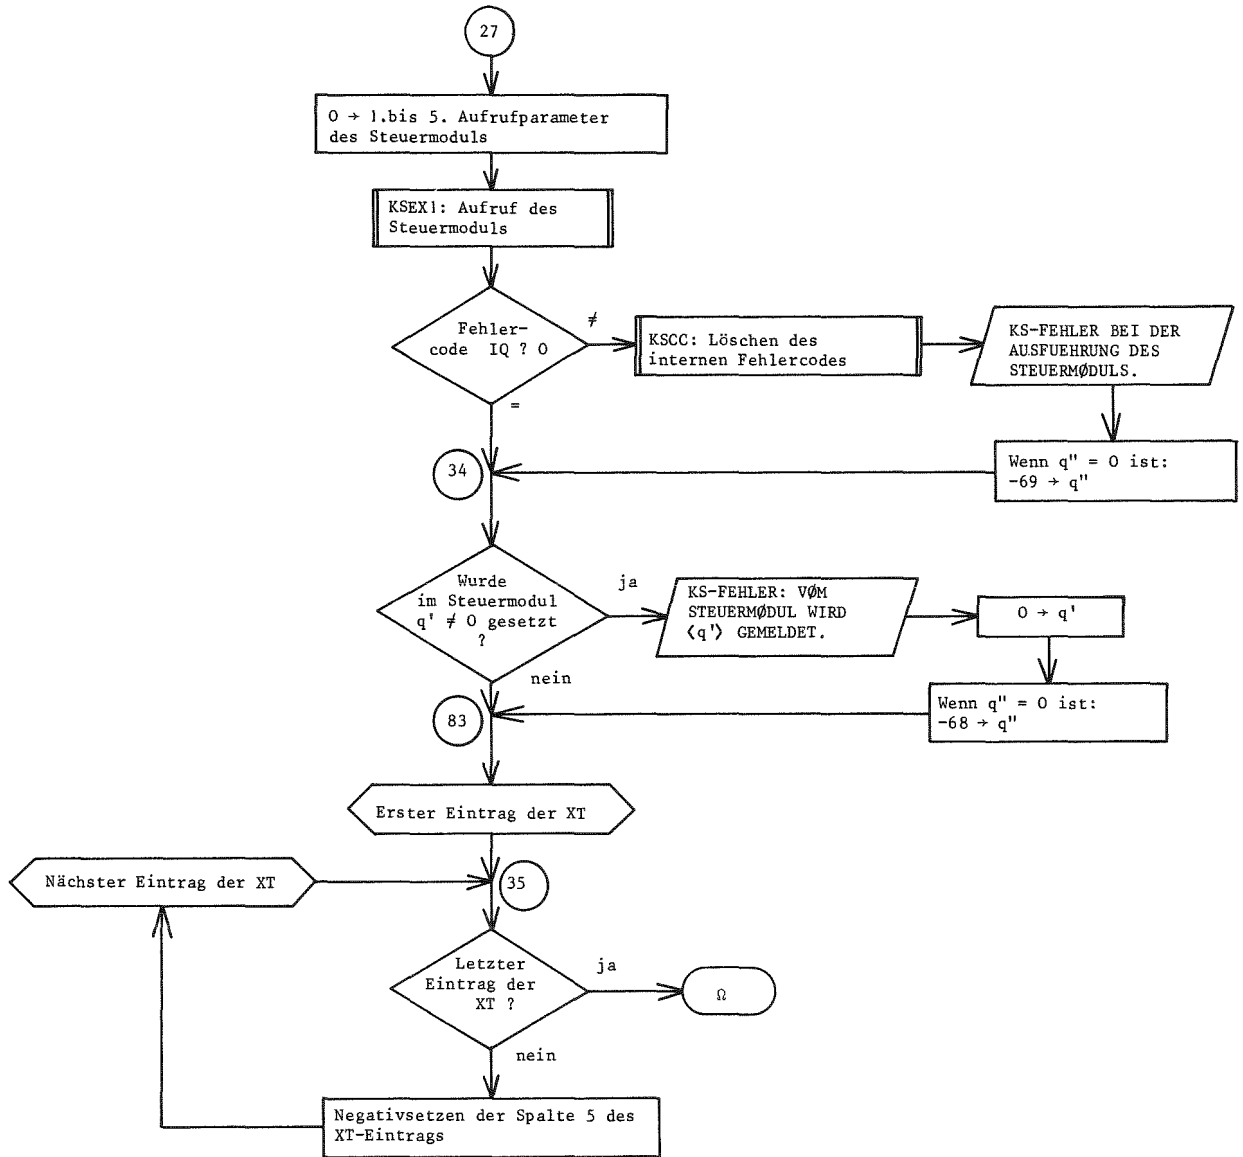 27
0 → 1.bis 5. Aufrufparameter
des Steuermoduls
KSEX1: Aufruf des
Steuermoduls
Fehler-
code IQ ? 0
≠
=
KSCC: Löschen des
internen Fehlercodes
KS-FEHLER BEI DER
AUSFUEHRUNG DES
STEUERMØDULS.
Wenn q" = 0 ist:
-69 → q"
34
Wurde
im Steuermodul
q' ≠ 0 gesetzt
?
ja
nein
KS-FEHLER: VØM
STEUERMØDUL WIRD
⟨q'⟩ GEMELDET.
0 → q'
Wenn q" = 0 ist:
-68 → q"
83
Erster Eintrag der XT
Nächster Eintrag der XT
35
Letzter
Eintrag der
XT ?
ja
Ω
nein
Negativsetzen der Spalte 5 des
XT-Eintrags